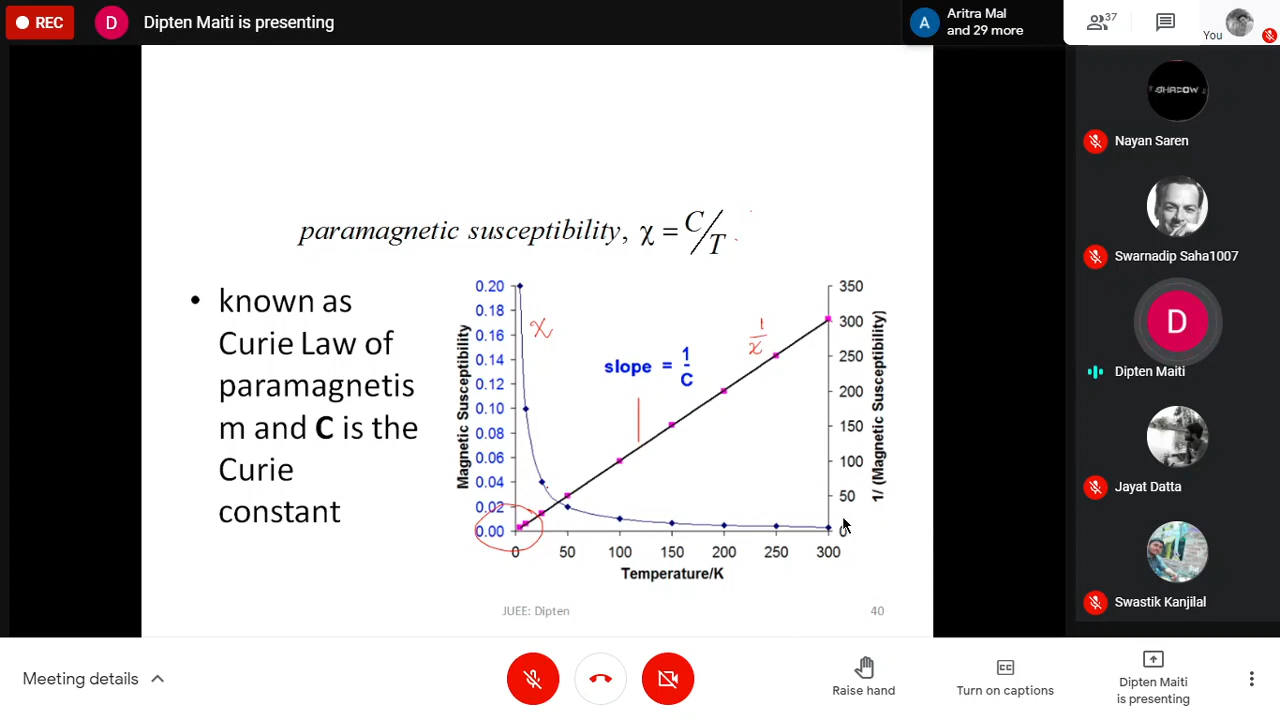 REC
D
Dipten Maiti is presenting
A
Aritra Mal
and 29 more
37
You
SHADOW
Nayan Saren
Swarnadip Saha1007
D
Dipten Maiti
Jayat Datta
Swastik Kanjilal
paramagnetic susceptibility, χ = C/T
• known as
Curie Law of
paramagnetis
m and C is the
Curie
constant
Magnetic Susceptibility
0.20
0.18
0.16
0.14
0.12
0.10
0.08
0.06
0.04
0.02
0.00
χ
slope = 1/C
1/χ
350
300
250
200
150
100
50
0
1/ (Magnetic Susceptibility)
0 50 100 150 200 250 300
Temperature/K
JUEE: Dipten
40
Meeting details
Raise hand
Turn on captions
Dipten Maiti
is presenting